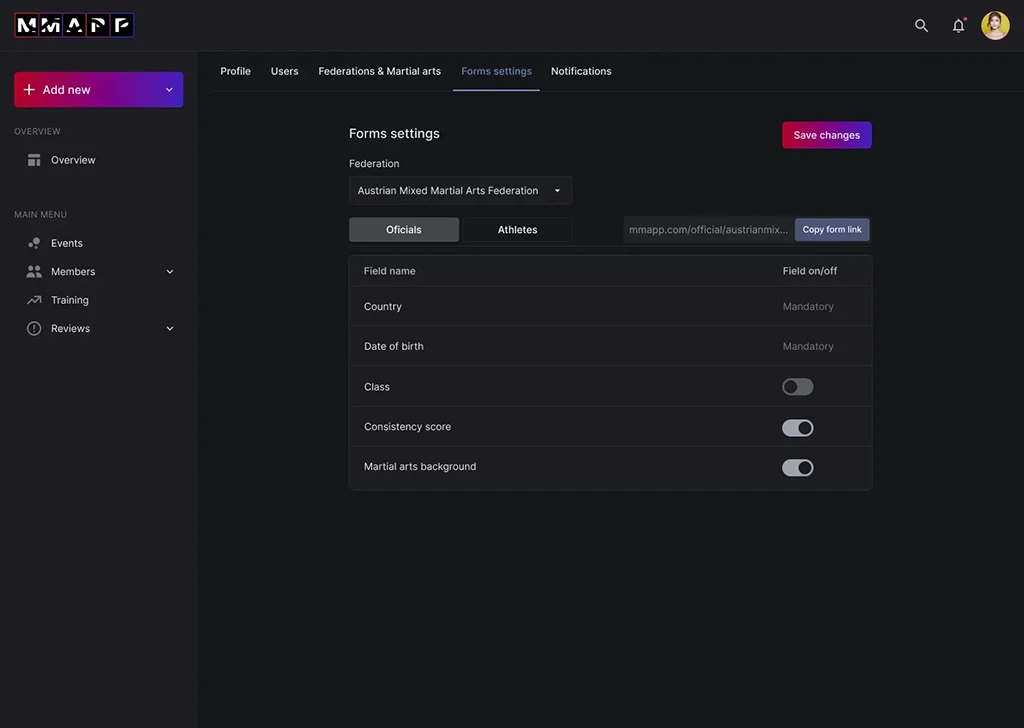 MMAPP
Profile Users Federations & Martial arts Forms settings Notifications
Add new
OVERVIEW
Overview
MAIN MENU
Events
Members
Training
Reviews
Forms settings
Save changes
Federation
Austrian Mixed Martial Arts Federation
Oficials Athletes mmapp.com/official/austrianmix... Copy form link
Field name Field on/off
Country Mandatory
Date of birth Mandatory
Class
Consistency score
Martial arts background